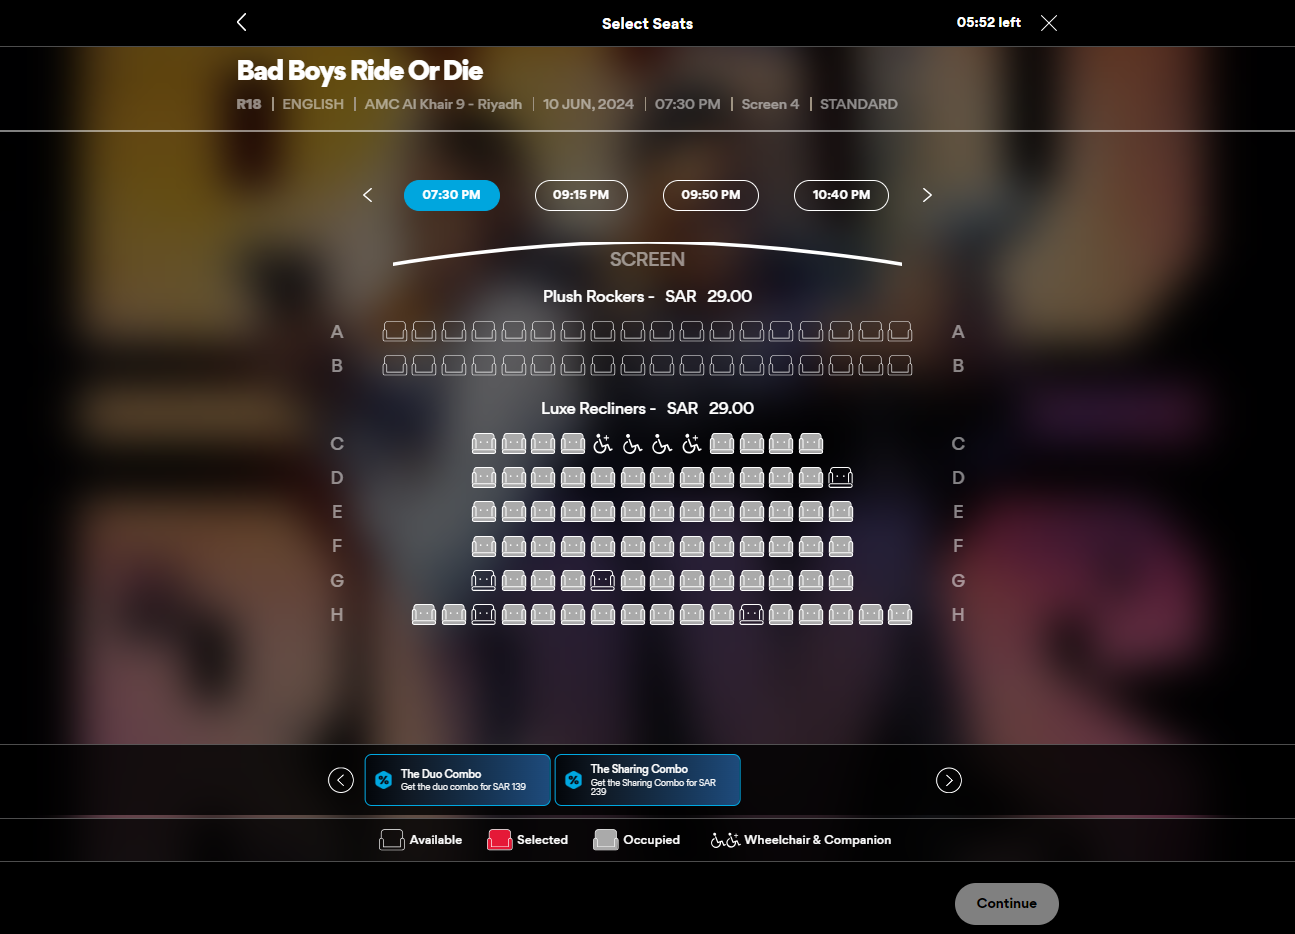 Select Seats
05:52 left
Bad Boys Ride Or Die
R18 | ENGLISH | AMC Al Khair 9 - Riyadh | 10 JUN, 2024 | 07:30 PM | Screen 4 | STANDARD
07:30 PM 09:15 PM 09:50 PM 10:40 PM
SCREEN
Plush Rockers - SAR 29.00
A A
B B
Luxe Recliners - SAR 29.00
C C
D D
E E
F F
G G
H H
The Duo Combo
Get the duo combo for SAR 139
The Sharing Combo
Get the Sharing Combo for SAR
239
Available Selected Occupied Wheelchair & Companion
Continue